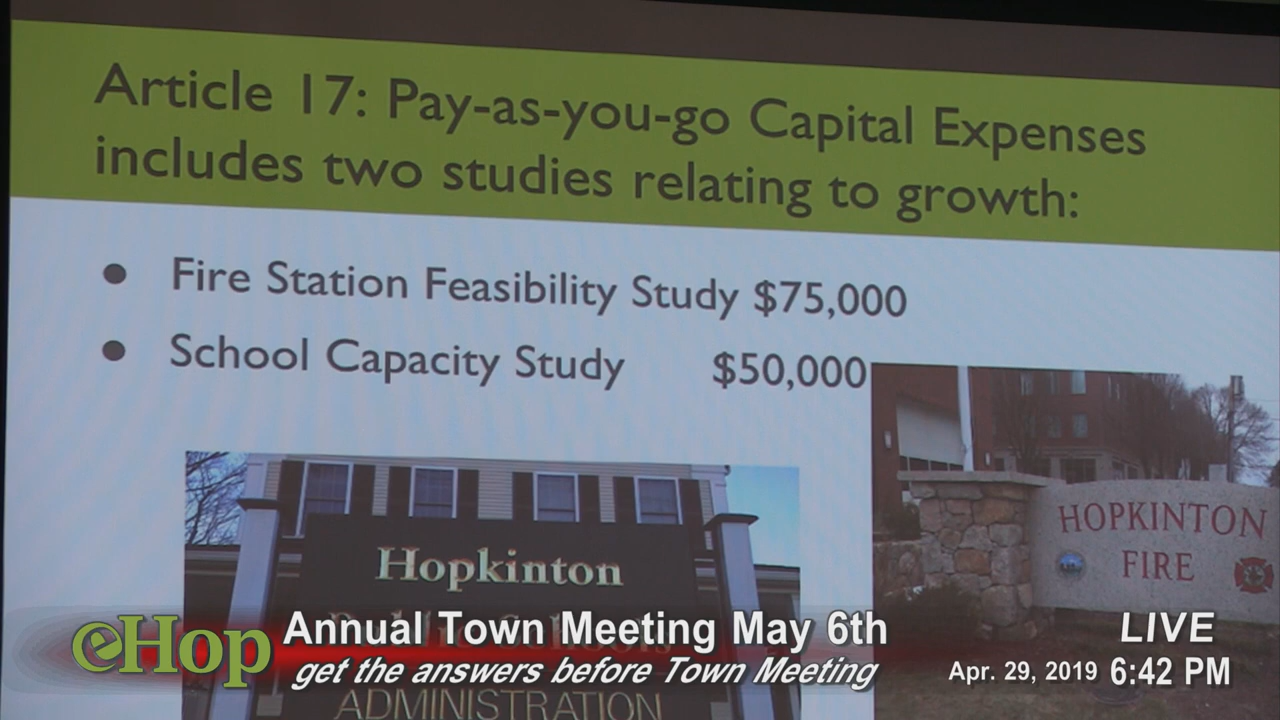 Article 17: Pay-as-you-go Capital Expenses
includes two studies relating to growth:
• Fire Station Feasibility Study $75,000
• School Capacity Study $50,000
HOPKINTON
FIRE
Hopkinton
Public Schools
ADMINISTRATION
eHop
Annual Town Meeting May 6th
get the answers before Town Meeting
LIVE
Apr. 29, 2019 6:42 PM